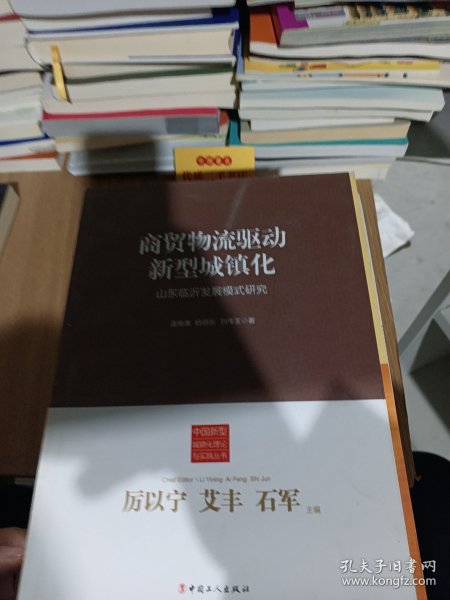 商贸物流驱动
新型城镇化
山东临沂发展模式研究
中国新型
城镇化理论
与实践丛书
Chief Editor · Li Yining Ai Feng Shi Jun
厉以宁 艾丰 石军 主编
中国工人出版社
孔夫子旧书网
www.kongfz.com